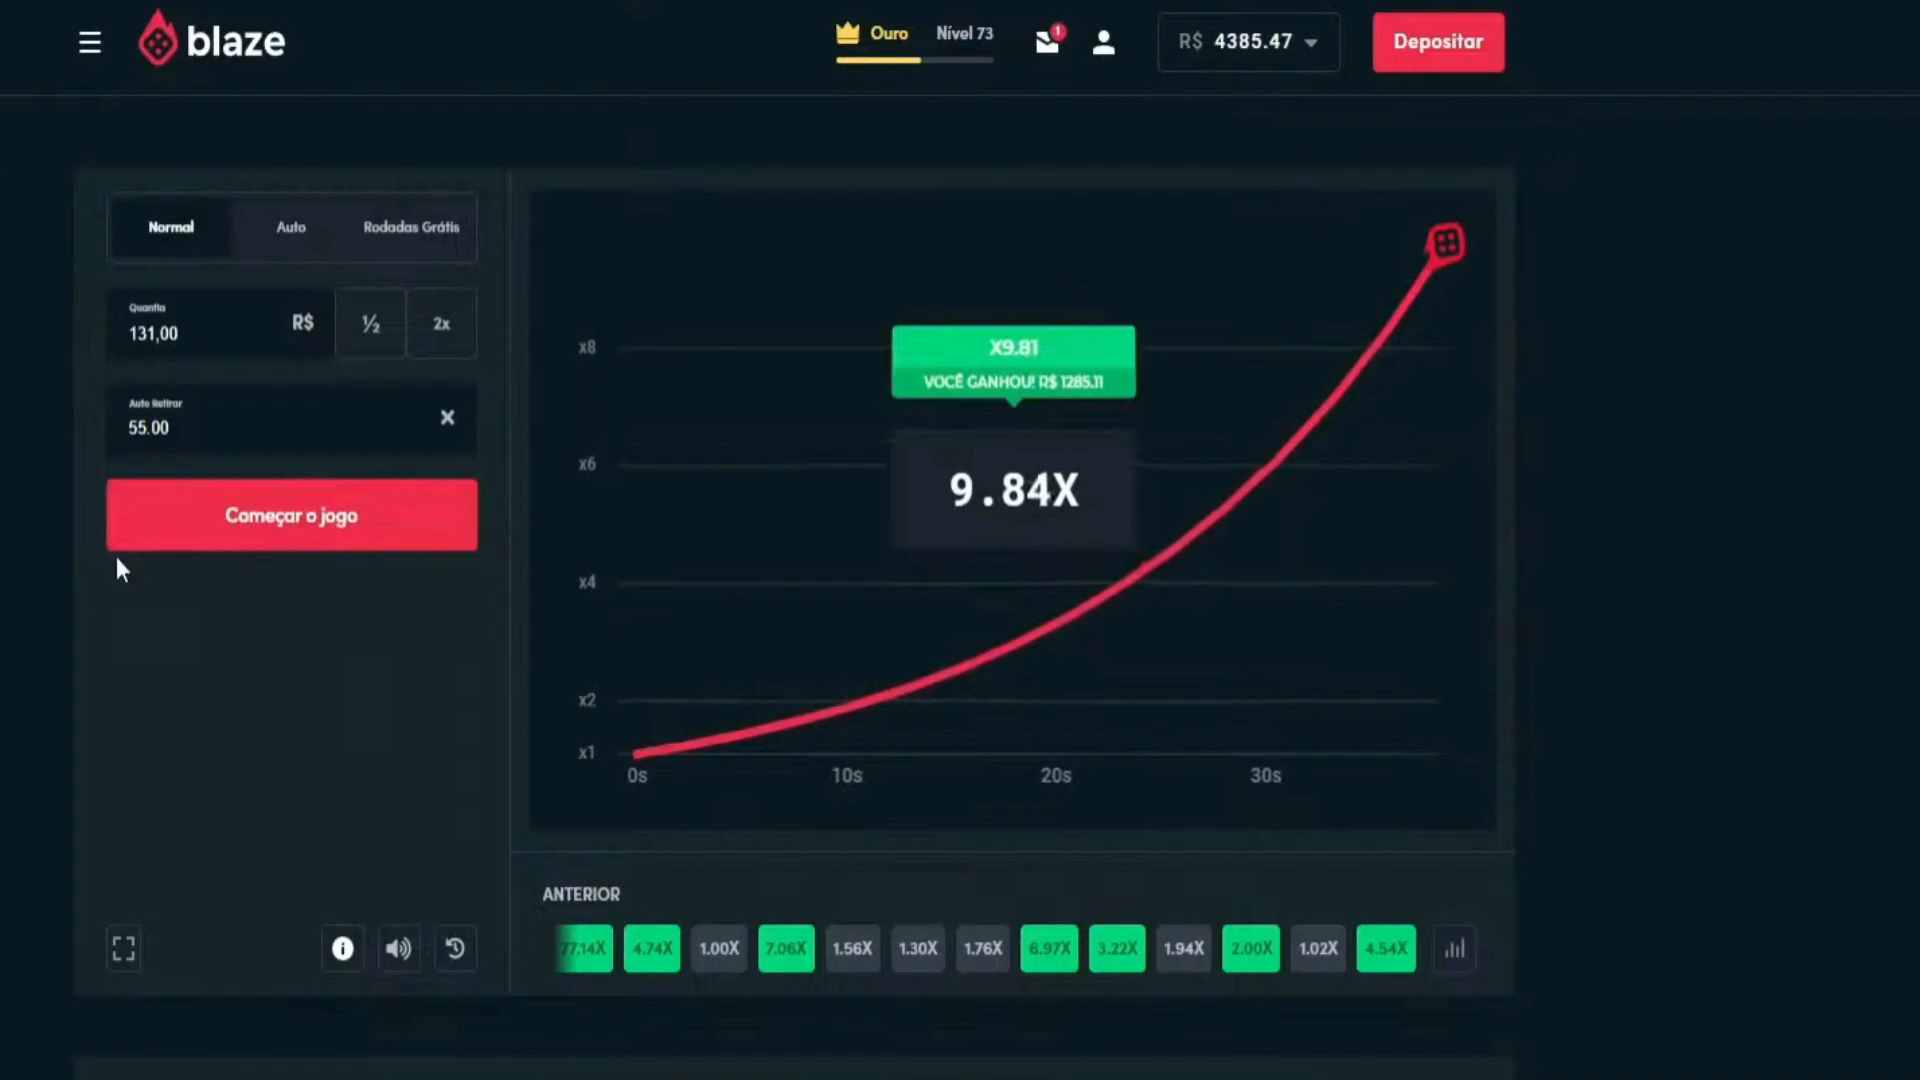 blaze
Ouro Nível 73
1
R$ 4385.47
Depositar
Normal Auto Rodadas Grátis
Quantia
131,00 R$ ½ 2x
Auto Retirar
55.00
Começar o jogo
X9.81
VOCÊ GANHOU! R$ 1285.11
9.84X
x8
x6
x4
x2
x1
0s 10s 20s 30s
ANTERIOR
77.14X 4.74X 1.00X 7.06X 1.56X 1.30X 1.76X 6.97X 3.22X 1.94X 2.00X 1.02X 4.54X